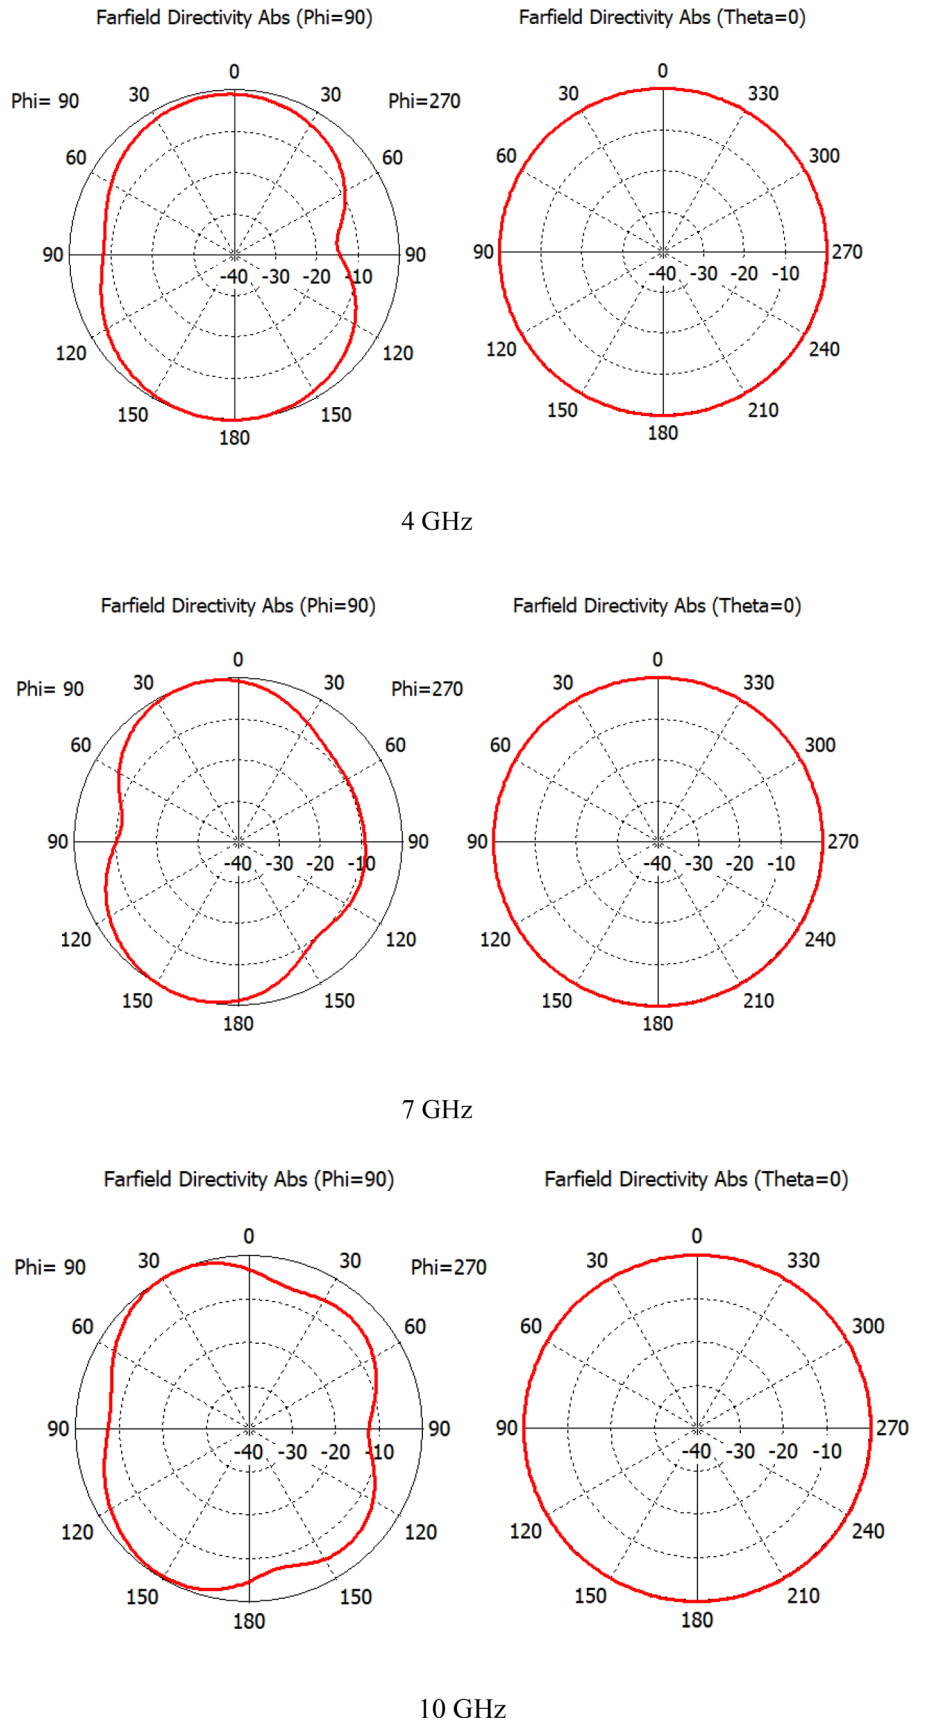 Farfield Directivity Abs (Phi=90)
Farfield Directivity Abs (Theta=0)
0
Phi= 90 30 30 Phi=270
60 60
90 90
-40 -30 -20 -10
120 120
150 150
180
0
30 330
60 300
90 270
-40 -30 -20 -10
120 240
150 210
180
4 GHz
Farfield Directivity Abs (Phi=90)
Farfield Directivity Abs (Theta=0)
0
Phi= 90 30 30 Phi=270
60 60
90 90
-40 -30 -20 -10
120 120
150 150
180
0
30 330
60 300
90 270
-40 -30 -20 -10
120 240
150 210
180
7 GHz
Farfield Directivity Abs (Phi=90)
Farfield Directivity Abs (Theta=0)
0
Phi= 90 30 30 Phi=270
60 60
90 90
-40 -30 -20 -10
120 120
150 150
180
0
30 330
60 300
90 270
-40 -30 -20 -10
120 240
150 210
180
10 GHz